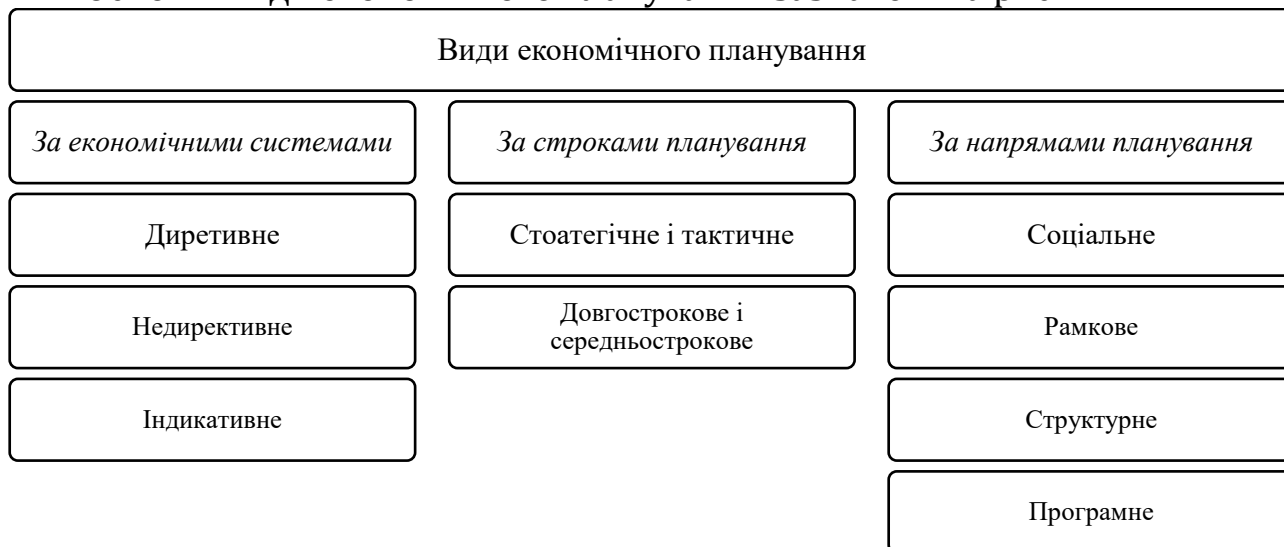 Види економічного планування
За економічними системами
За строками планування
За напрямами планування
Диретивне
Стоатегічне і тактичне
Соціальне
Недирективне
Довгострокове і
середньострокове
Рамкове
Індикативне
Структурне
Програмне